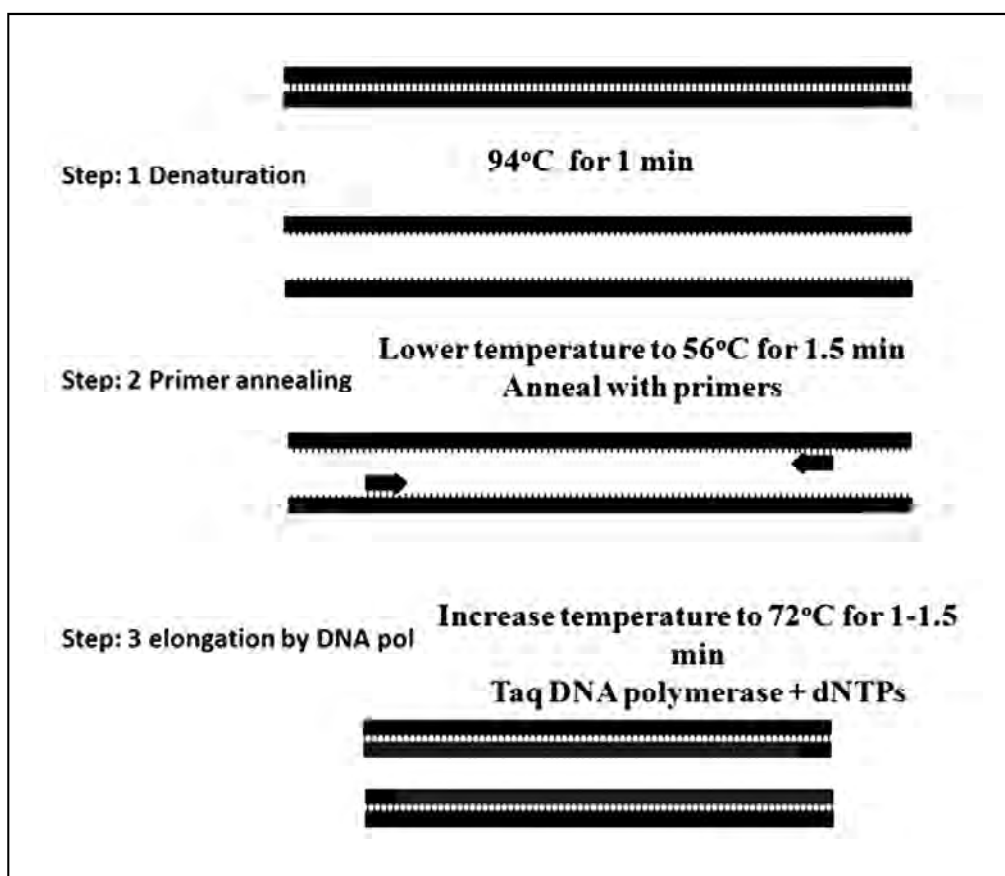 94°C for 1 min
Step: 1 Denaturation
Lower temperature to 56°C for 1.5 min
Step: 2 Primer annealing
Anneal with primers
Increase temperature to 72°C for 1-1.5
Step: 3 elongation by DNA pol
min
Taq DNA polymerase + dNTPs